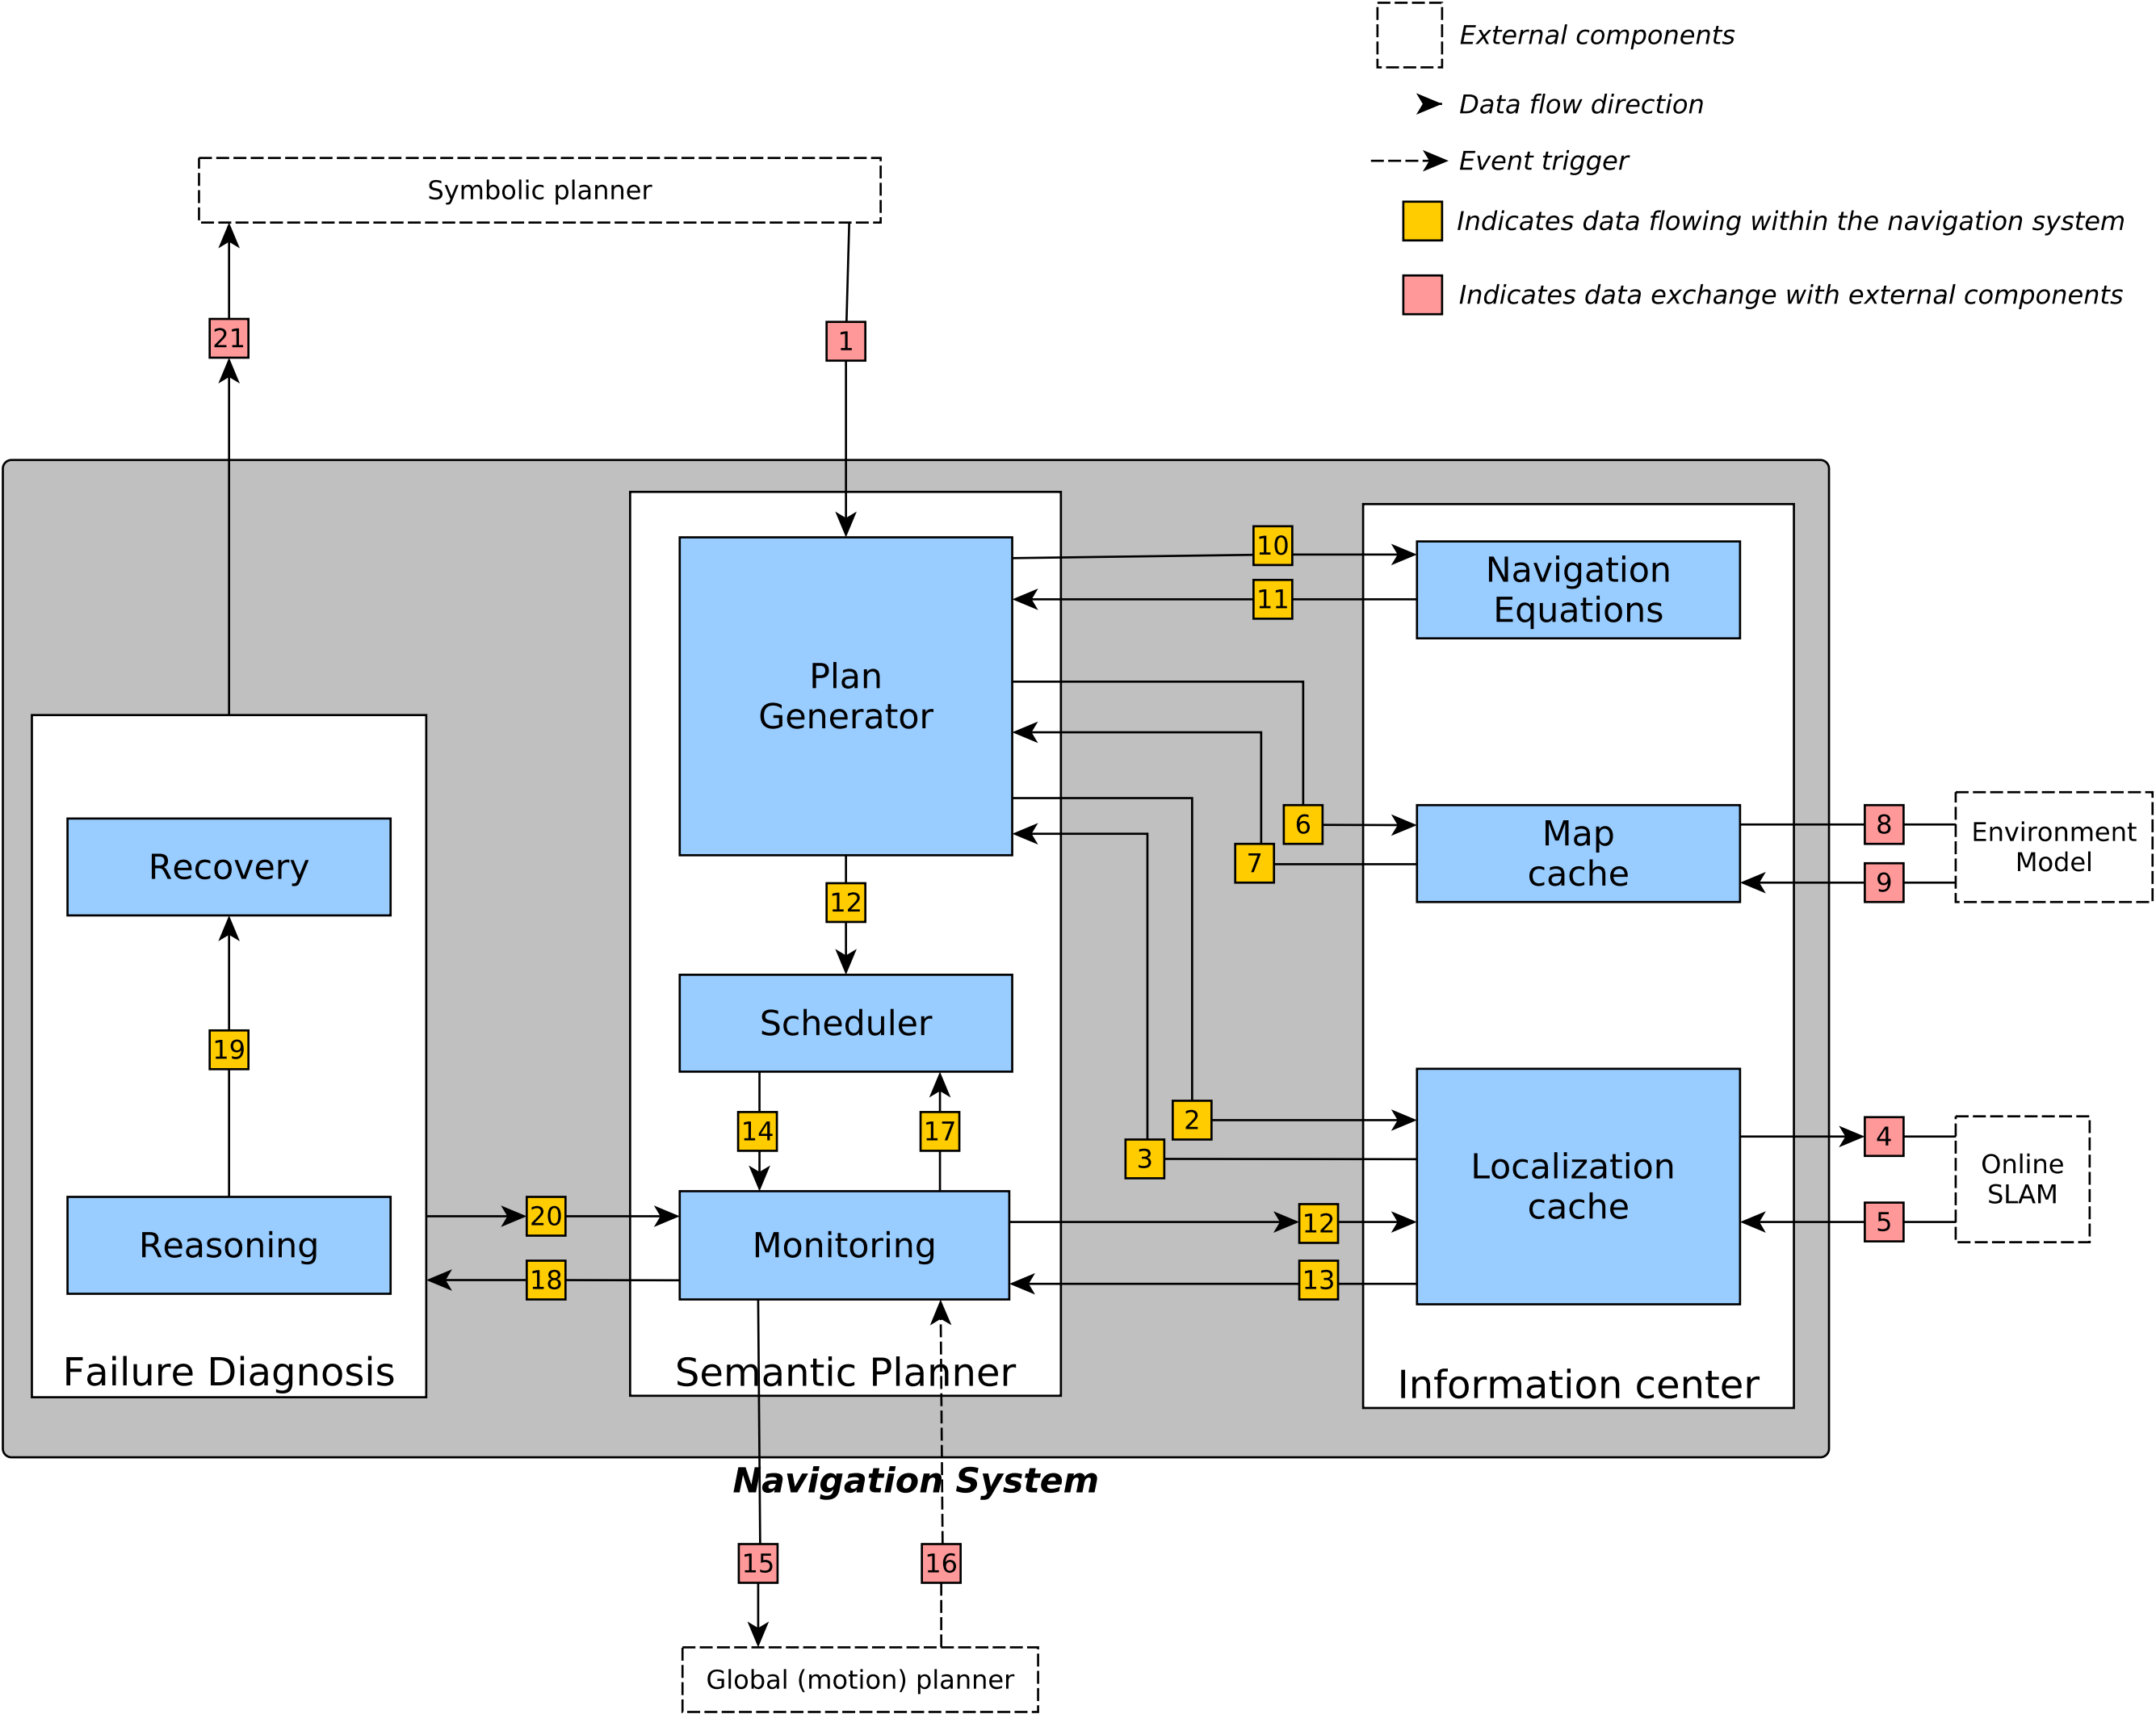 External components
Data flow direction
Event trigger
Indicates data flowing within the navigation system
Indicates data exchange with external components
Symbolic planner
21
1
10
11
Navigation
Equations
Plan
Generator
6
7
Map
cache
8
9
Environment
Model
Recovery
12
19
Scheduler
14
17
2
3
Localization
cache
4
5
Online
SLAM
Reasoning
20
18
Monitoring
12
13
Failure Diagnosis
Semantic Planner
Information center
Navigation System
15
16
Global (motion) planner